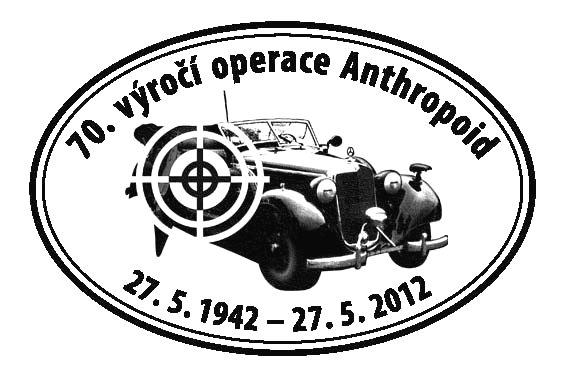 70. výročí operace Anthropoid
27. 5. 1942 – 27. 5. 2012